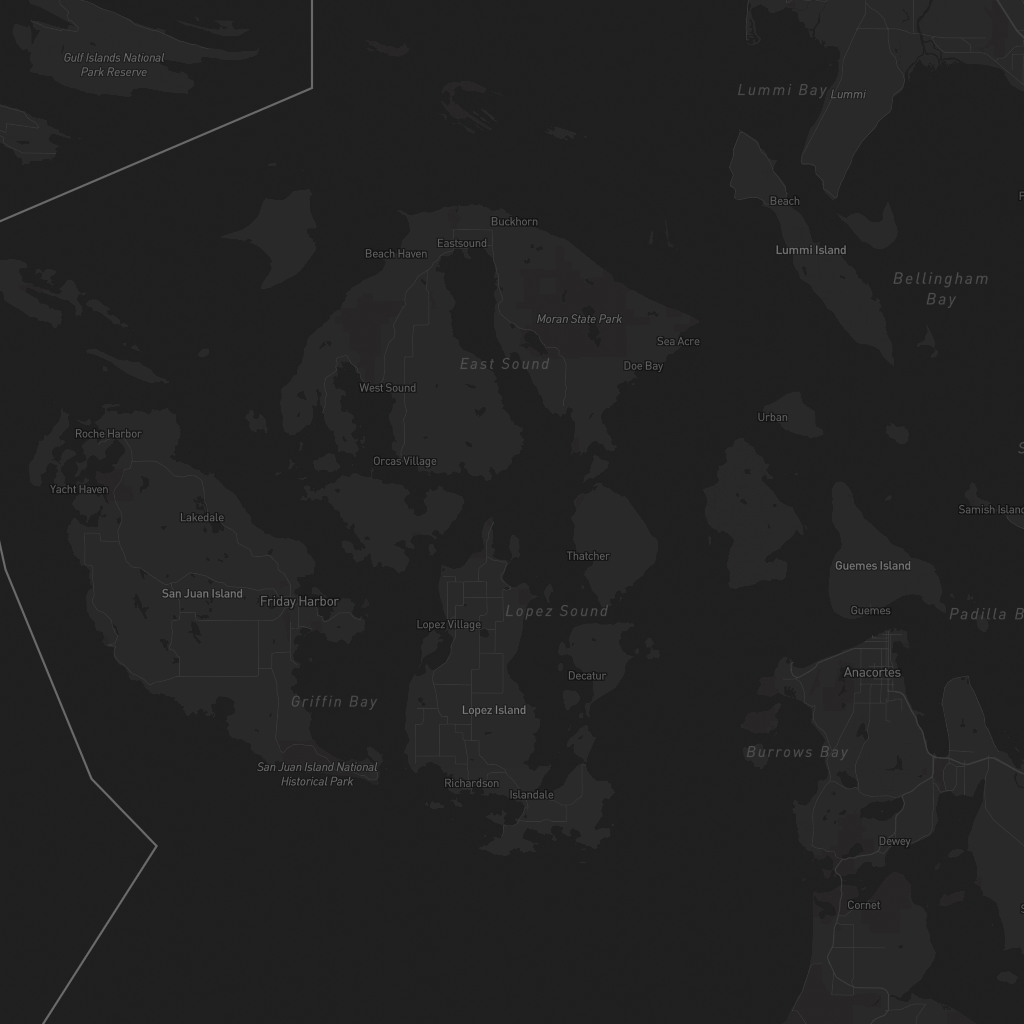 Gulf Islands National
Park Reserve
Lummi Bay
Lummi
Beach
Buckhorn
Eastsound
Beach Haven
Lummi Island
Bellingham
Bay
Moran State Park
Sea Acre
East Sound
Doe Bay
West Sound
Urban
Roche Harbor
Orcas Village
Yacht Haven
Samish Island
Lakedale
Thatcher
Guemes Island
San Juan Island
Friday Harbor
Lopez Sound
Guemes
Padilla B
Lopez Village
Anacortes
Decatur
Griffin Bay
Lopez Island
Burrows Bay
San Juan Island National
Historical Park
Richardson
Islandale
Dewey
Cornet